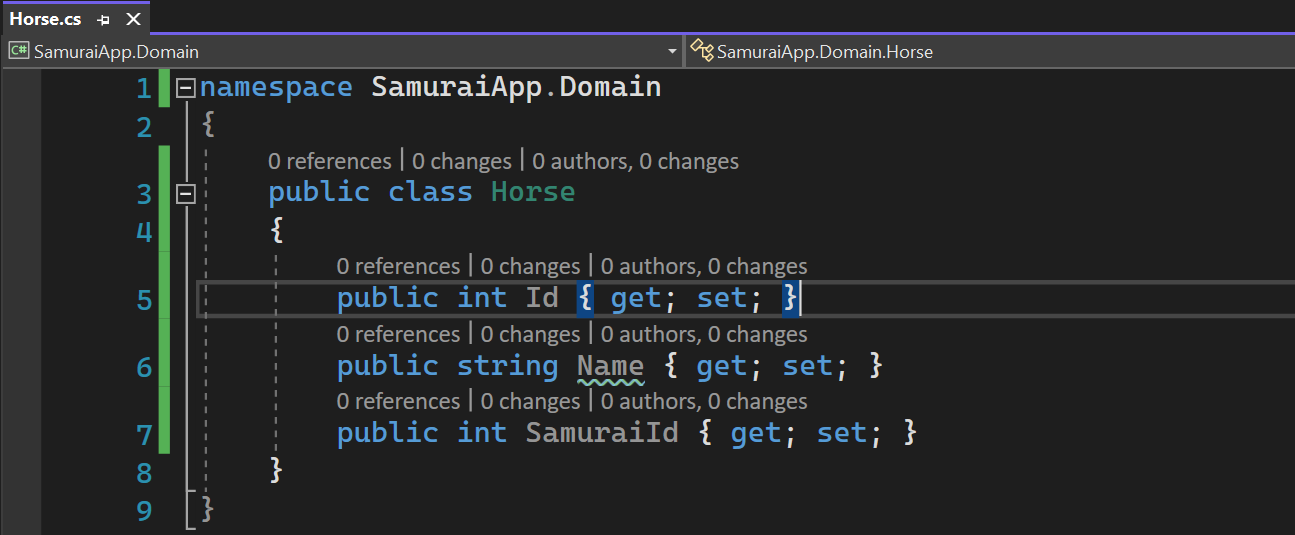 Horse.cs
SamuraiApp.Domain SamuraiApp.Domain.Horse
1 namespace SamuraiApp.Domain
2 {
0 references | 0 changes | 0 authors, 0 changes
3 public class Horse
4 {
0 references | 0 changes | 0 authors, 0 changes
5 public int Id { get; set; }
0 references | 0 changes | 0 authors, 0 changes
6 public string Name { get; set; }
0 references | 0 changes | 0 authors, 0 changes
7 public int SamuraiId { get; set; }
8 }
9 }